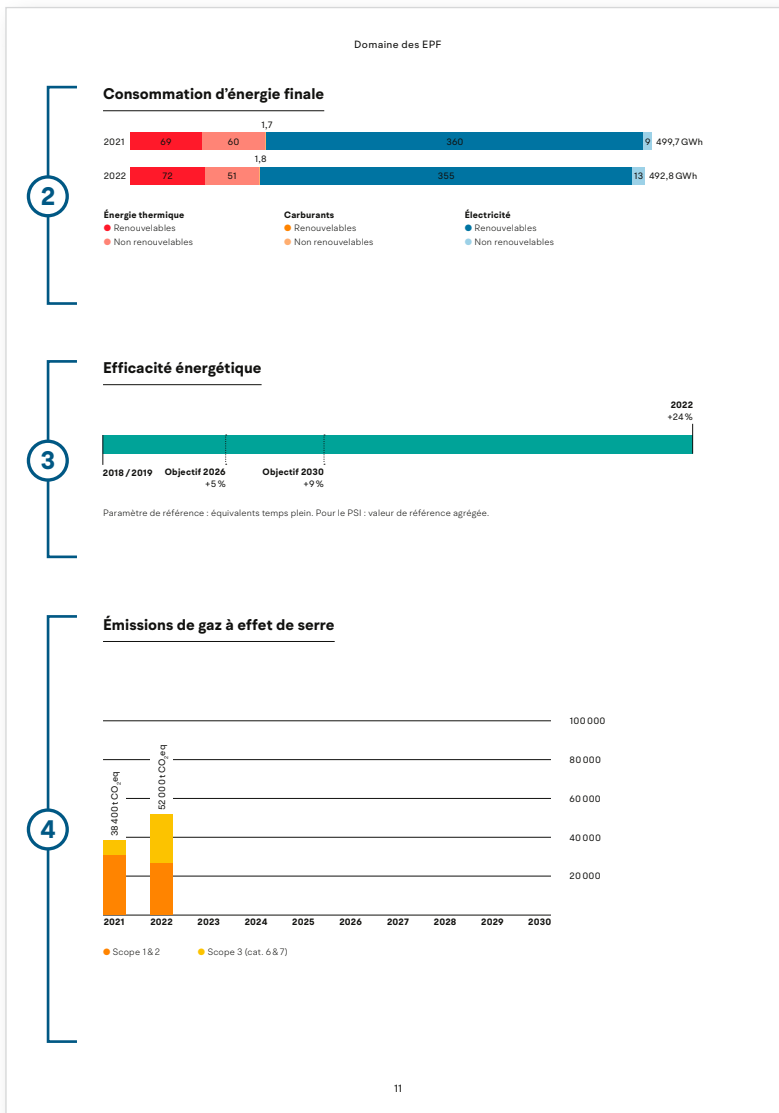 Domaine des EPF
2
Consommation d’énergie finale
1,7
2021 69 60 360 9 499,7 GWh
1,8
2022 72 51 355 13 492,8 GWh
Énergie thermique Carburants Électricité
Renouvelables Renouvelables Renouvelables
Non renouvelables Non renouvelables Non renouvelables
3
Efficacité énergétique
2022
+24 %
2018 / 2019 Objectif 2026 Objectif 2030
+5 % +9 %
Paramètre de référence : équivalents temps plein. Pour le PSI : valeur de référence agrégée.
4
Émissions de gaz à effet de serre
100 000
80 000
60 000
40 000
20 000
38 400 t CO₂eq
52 000 t CO₂eq
2021 2022 2023 2024 2025 2026 2027 2028 2029 2030
Scope 1 & 2 Scope 3 (cat. 6 & 7)
11